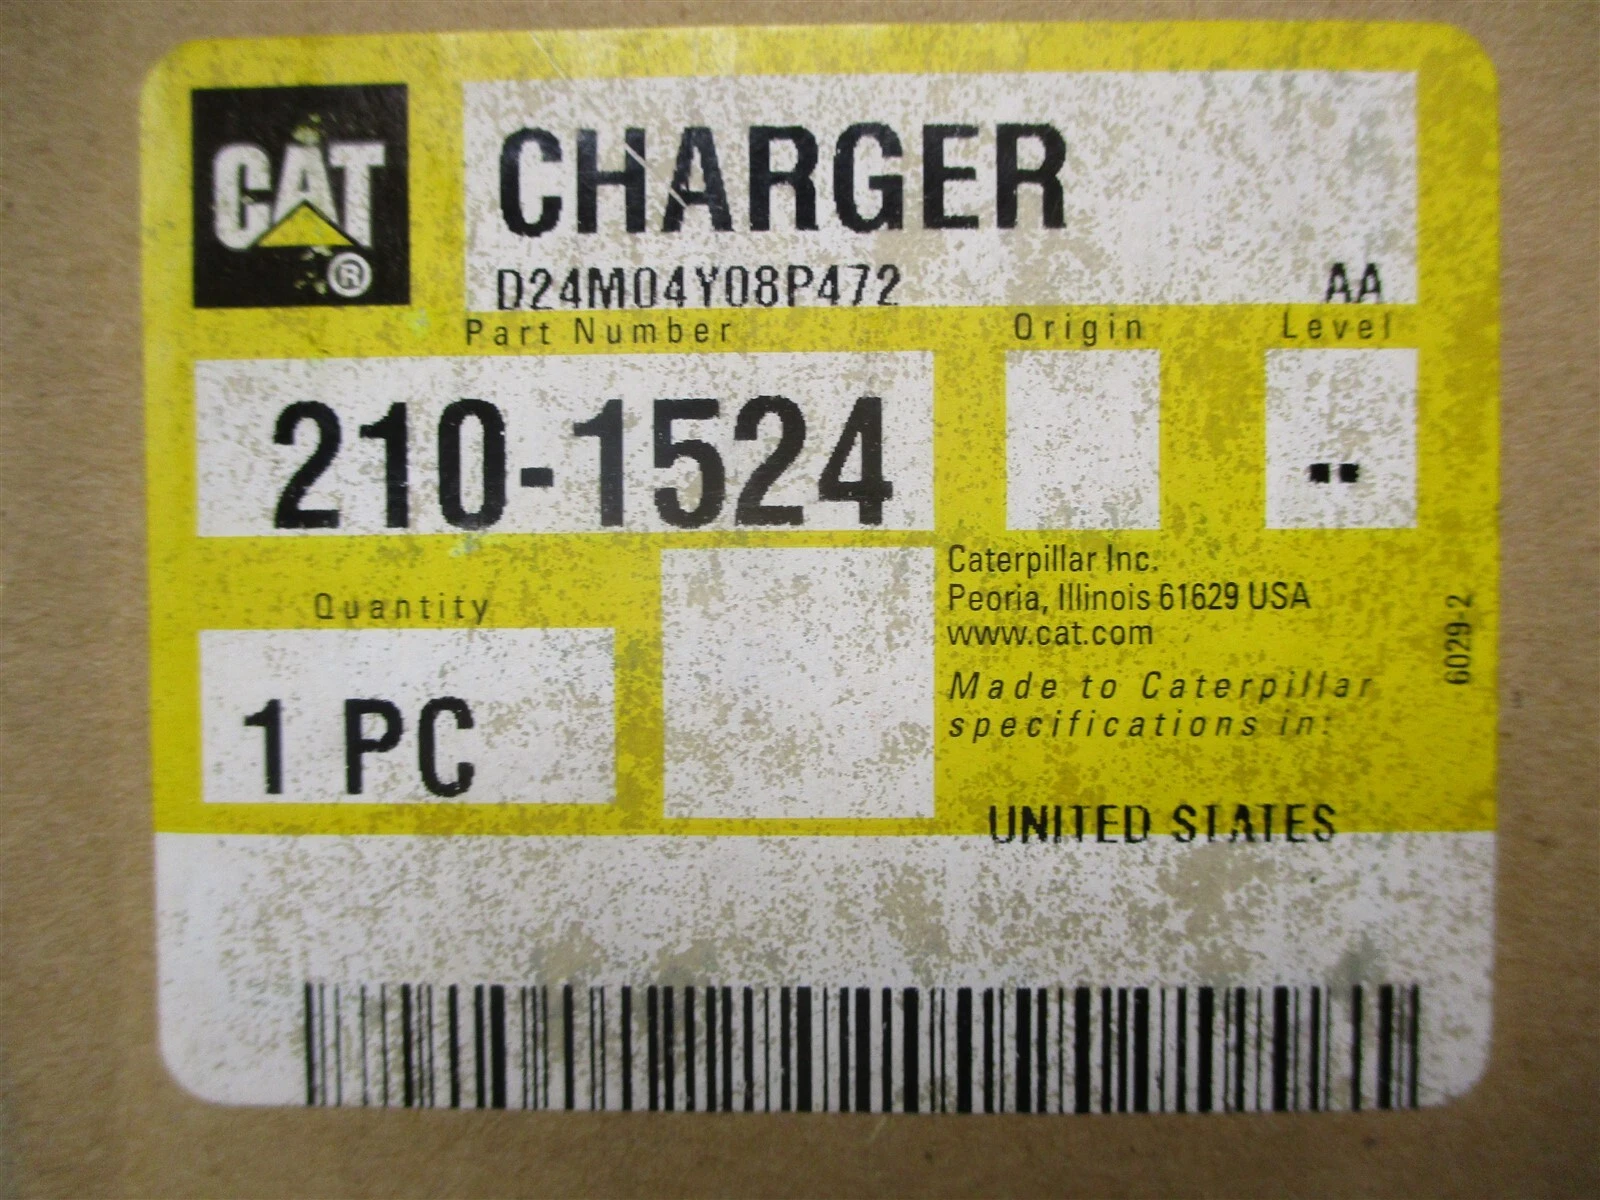 CAT
®
CHARGER
D24M04Y08P472 AA
Part Number Origin Level
210-1524 --
Quantity
1 PC
Caterpillar Inc.
Peoria, Illinois 61629 USA
www.cat.com
Made to Caterpillar
specifications in:
UNITED STATES
6029-2